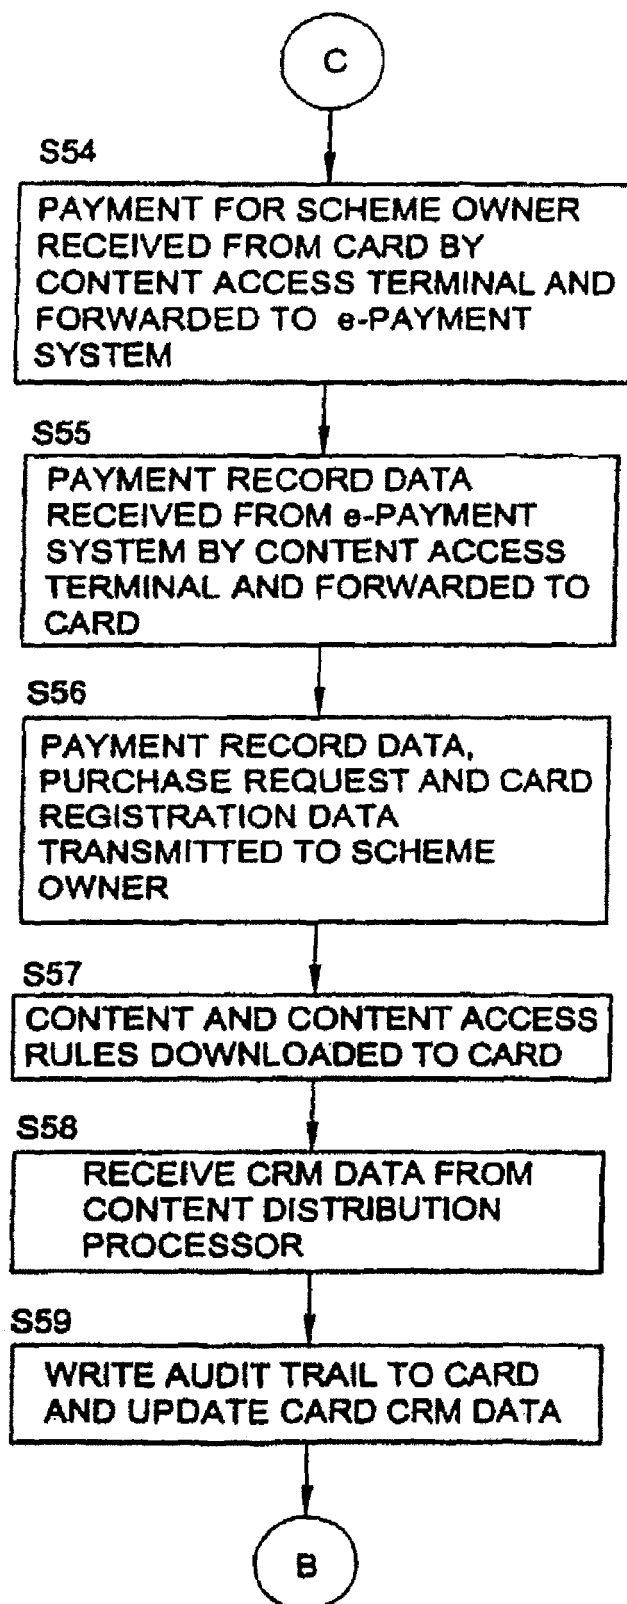 C
S54
PAYMENT FOR SCHEME OWNER
RECEIVED FROM CARD BY
CONTENT ACCESS TERMINAL AND
FORWARDED TO e-PAYMENT
SYSTEM
S55
PAYMENT RECORD DATA
RECEIVED FROM e-PAYMENT
SYSTEM BY CONTENT ACCESS
TERMINAL AND FORWARDED TO
CARD
S56
PAYMENT RECORD DATA,
PURCHASE REQUEST AND CARD
REGISTRATION DATA
TRANSMITTED TO SCHEME
OWNER
S57
CONTENT AND CONTENT ACCESS
RULES DOWNLOADED TO CARD
S58
RECEIVE CRM DATA FROM
CONTENT DISTRIBUTION
PROCESSOR
S59
WRITE AUDIT TRAIL TO CARD
AND UPDATE CARD CRM DATA
B